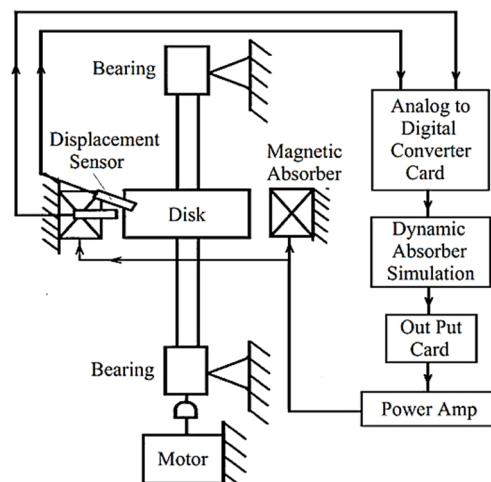 Bearing
Analog to
Digital
Converter
Card
Displacement
Sensor
Magnetic
Absorber
Disk
Dynamic
Absorber
Simulation
Out Put
Card
Bearing
Power Amp
Motor